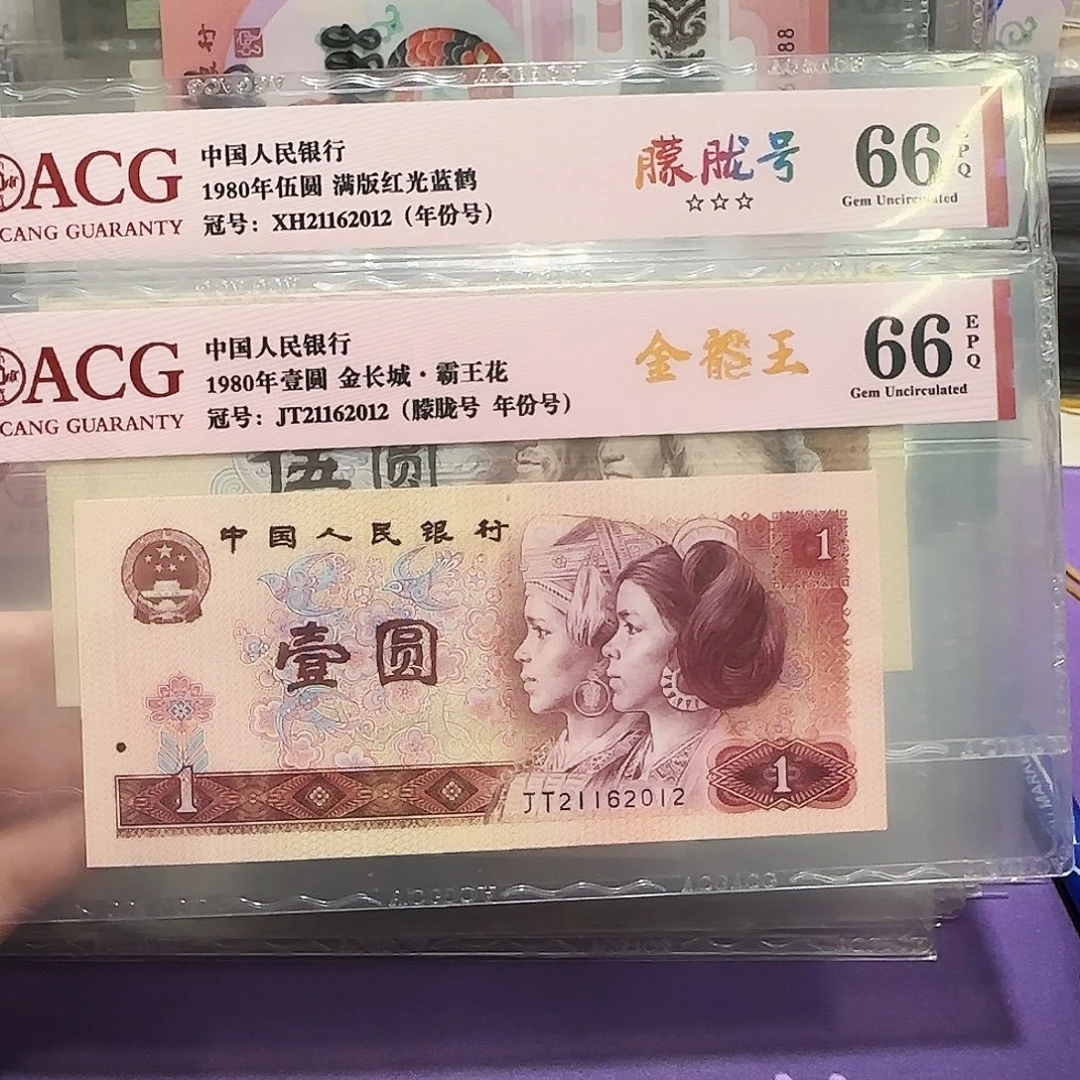 88
ACG
CANG GUARANTY
中国人民银行
1980年伍圆 满版红光蓝鹤
冠号：XH21162012（年份号）
朦胧号
☆☆☆
66
EPQ
Gem Uncirculated
ACG
CANG GUARANTY
中国人民银行
1980年壹圆 金长城·霸王花
冠号：JT21162012（朦胧号 年份号）
金龍王
66
EPQ
Gem Uncirculated
伍圆
中国人民银行
1
壹圆
1
JT21162012
1